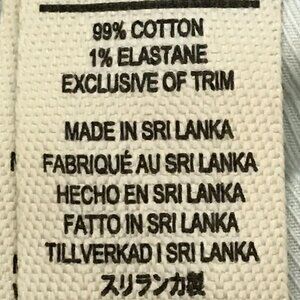 99% COTTON
1% ELASTANE
EXCLUSIVE OF TRIM
MADE IN SRI LANKA
FABRIQUÉ AU SRI LANKA
HECHO EN SRI LANKA
FATTO IN SRI LANKA
TILLVERKAD I SRI LANKA
スリランカ製